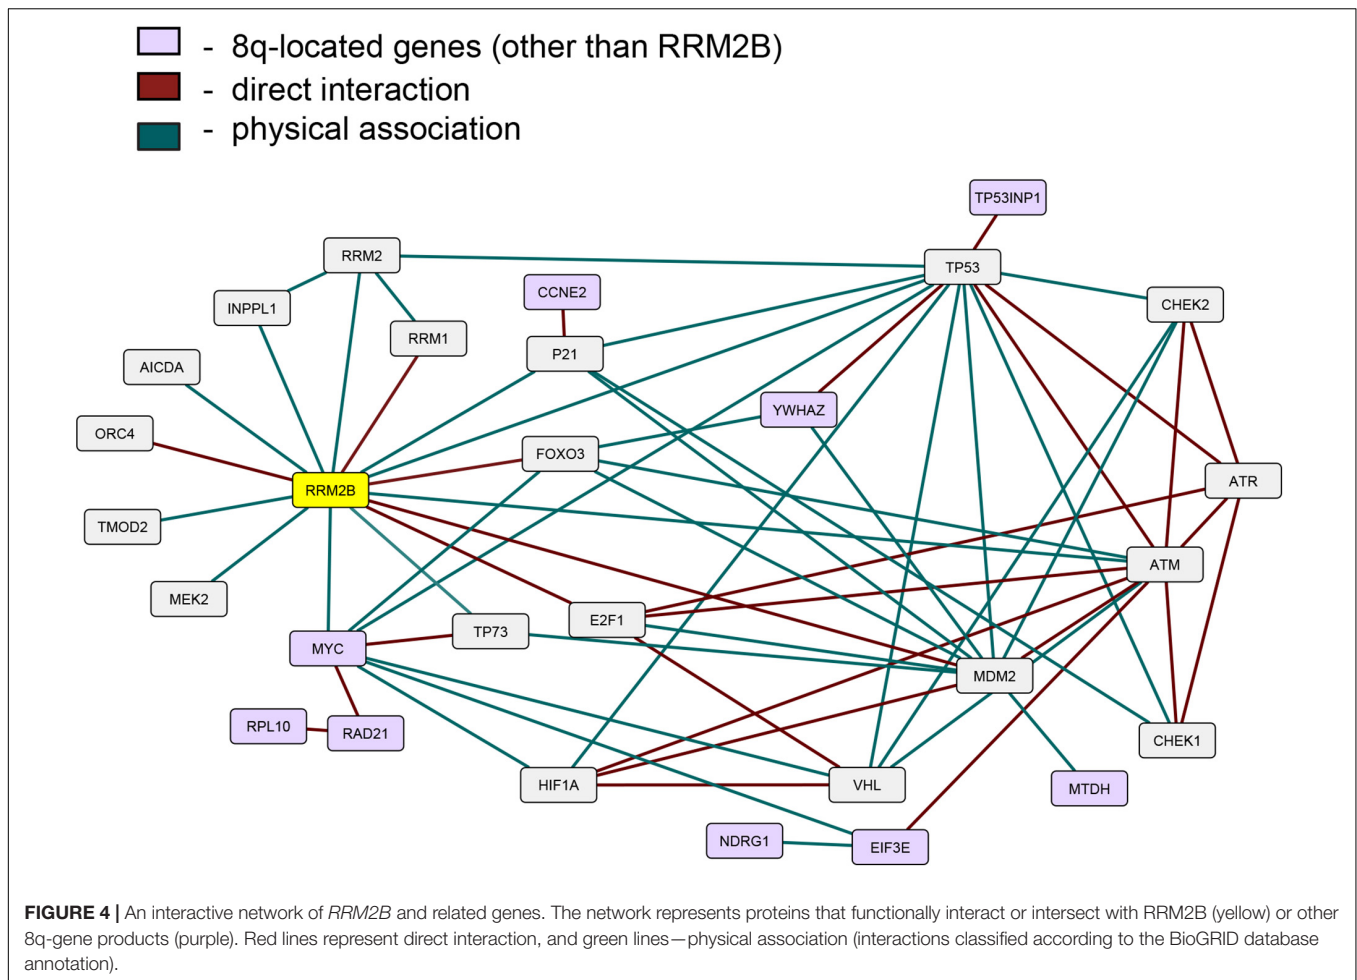 - 8q-located genes (other than RRM2B)
- direct interaction
- physical association
TP53INP1
RRM2
TP53
CCNE2
CHEK2
INPPL1
RRM1
P21
AICDA
YWHAZ
ORC4
FOXO3
ATR
RRM2B
TMOD2
ATM
MEK2
E2F1
TP73
MYC
MDM2
RPL10
RAD21
CHEK1
HIF1A
VHL
MTDH
NDRG1
EIF3E
FIGURE 4 | An interactive network of RRM2B and related genes. The network represents proteins that functionally interact or intersect with RRM2B (yellow) or other
8q-gene products (purple). Red lines represent direct interaction, and green lines—physical association (interactions classified according to the BioGRID database
annotation).